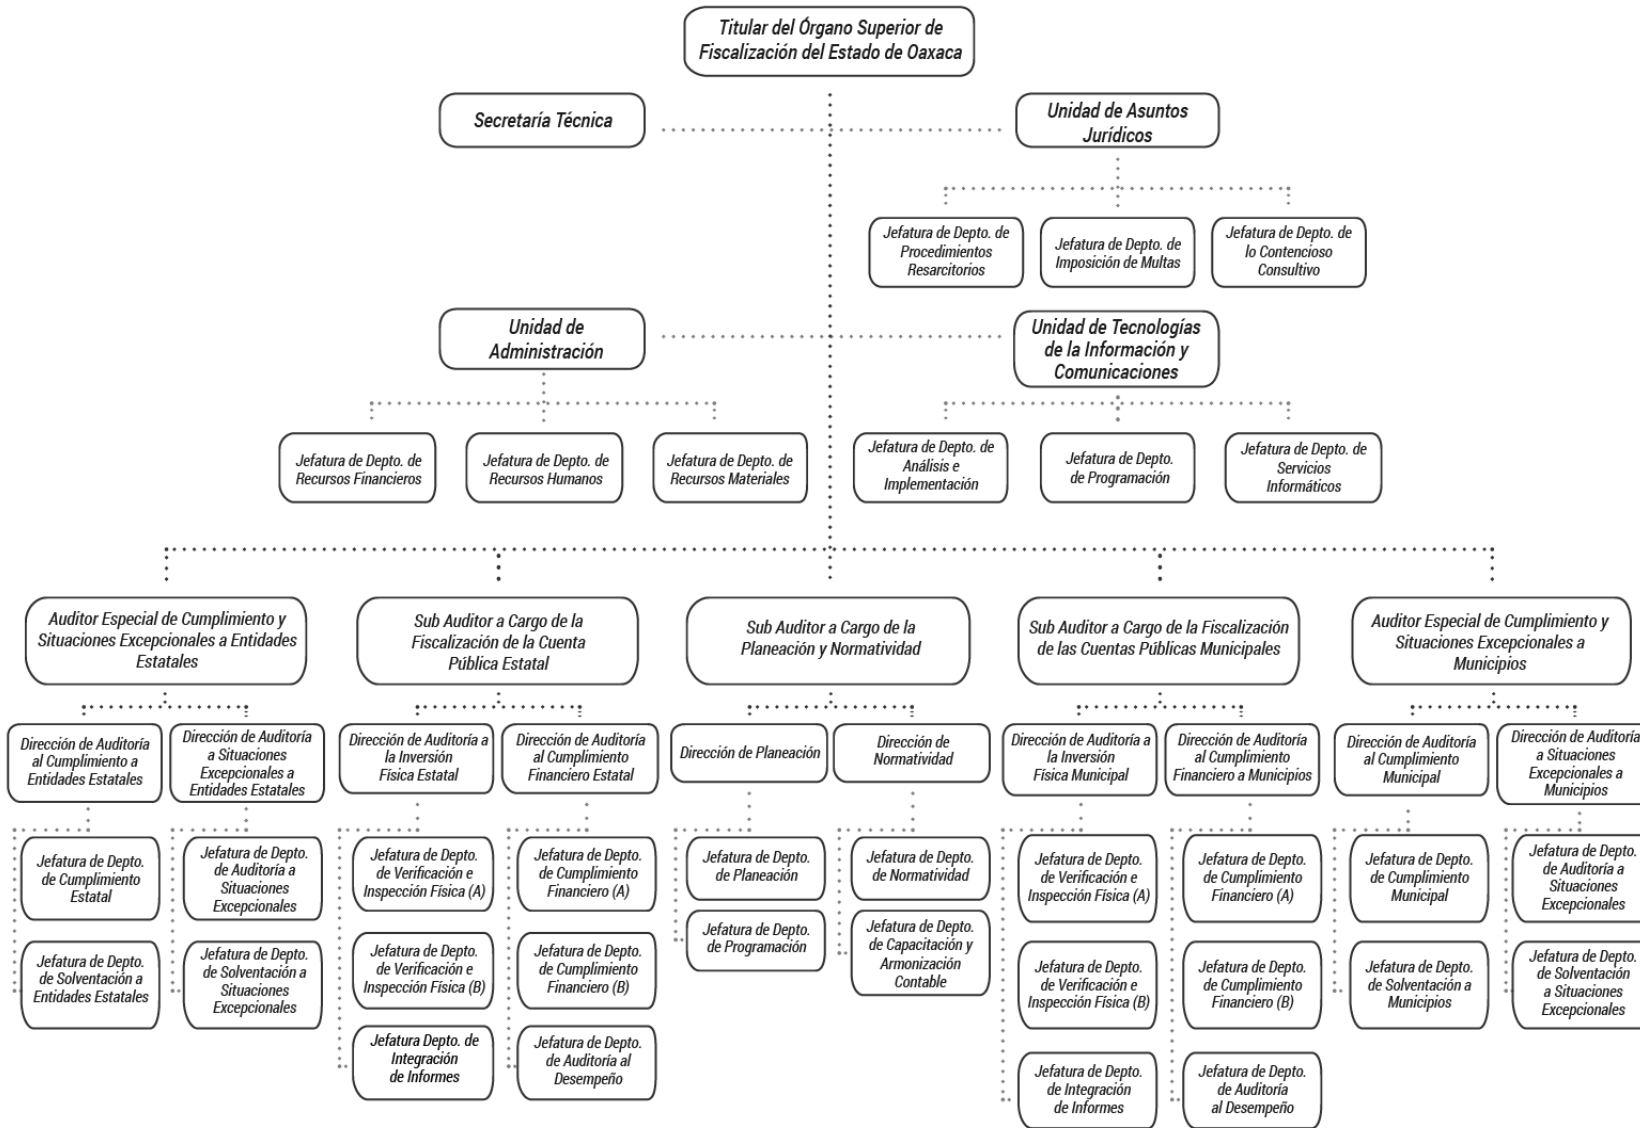 Titular del Órgano Superior de
Fiscalización del Estado de Oaxaca
Secretaría Técnica
Unidad de Asuntos
Jurídicos
Jefatura de Depto. de
Procedimientos
Resarcitorios
Jefatura de Depto. de
Imposición de Multas
Jefatura de Depto. de
lo Contencioso
Consultivo
Unidad de
Administración
Unidad de Tecnologías
de la Información y
Comunicaciones
Jefatura de Depto. de
Recursos Financieros
Jefatura de Depto. de
Recursos Humanos
Jefatura de Depto. de
Recursos Materiales
Jefatura de Depto. de
Análisis e
Implementación
Jefatura de Depto.
de Programación
Jefatura de Depto. de
Servicios
Informáticos
Auditor Especial de Cumplimiento y
Situaciones Excepcionales a Entidades
Estatales
Sub Auditor a Cargo de la
Fiscalización de la Cuenta
Pública Estatal
Sub Auditor a Cargo de la
Planeación y Normatividad
Sub Auditor a Cargo de la Fiscalización
de las Cuentas Públicas Municipales
Auditor Especial de Cumplimiento y
Situaciones Excepcionales a
Municipios
Dirección de Auditoría
al Cumplimiento a
Entidades Estatales
Dirección de Auditoría
a Situaciones
Excepcionales a
Entidades Estatales
Dirección de Auditoría a
la Inversión
Física Estatal
Dirección de Auditoría
al Cumplimiento
Financiero Estatal
Dirección de Planeación
Dirección de
Normatividad
Dirección de Auditoría a
la Inversión
Física Municipal
Dirección de Auditoría
al Cumplimiento
Financiero a Municipios
Dirección de Auditoría
al Cumplimiento
Municipal
Dirección de Auditoría
a Situaciones
Excepcionales a
Municipios
Jefatura de Depto.
de Cumplimiento
Estatal
Jefatura de Depto.
de Auditoría a
Situaciones
Excepcionales
Jefatura de Depto.
de Verificación e
Inspección Física (A)
Jefatura de Depto.
de Cumplimiento
Financiero (A)
Jefatura de Depto.
de Planeación
Jefatura de Depto.
de Normatividad
Jefatura de Depto.
de Verificación e
Inspección Física (A)
Jefatura de Depto.
de Cumplimiento
Financiero (A)
Jefatura de Depto.
de Cumplimiento
Municipal
Jefatura de Depto.
de Auditoría a
Situaciones
Excepcionales
Jefatura de Depto.
de Solventación a
Entidades Estatales
Jefatura de Depto.
de Solventación a
Situaciones
Excepcionales
Jefatura de Depto.
de Verificación e
Inspección Física (B)
Jefatura de Depto.
de Cumplimiento
Financiero (B)
Jefatura de Depto.
de Programación
Jefatura de Depto.
de Capacitación y
Armonización
Contable
Jefatura de Depto.
de Verificación e
Inspección Física (B)
Jefatura de Depto.
de Cumplimiento
Financiero (B)
Jefatura de Depto.
de Solventación a
Municipios
Jefatura de Depto.
de Solventación
a Situaciones
Excepcionales
Jefatura Depto. de
Integración
de Informes
Jefatura de Depto.
de Auditoría al
Desempeño
Jefatura de Depto.
de Integración
de Informes
Jefatura de Depto.
de Auditoría
al Desempeño